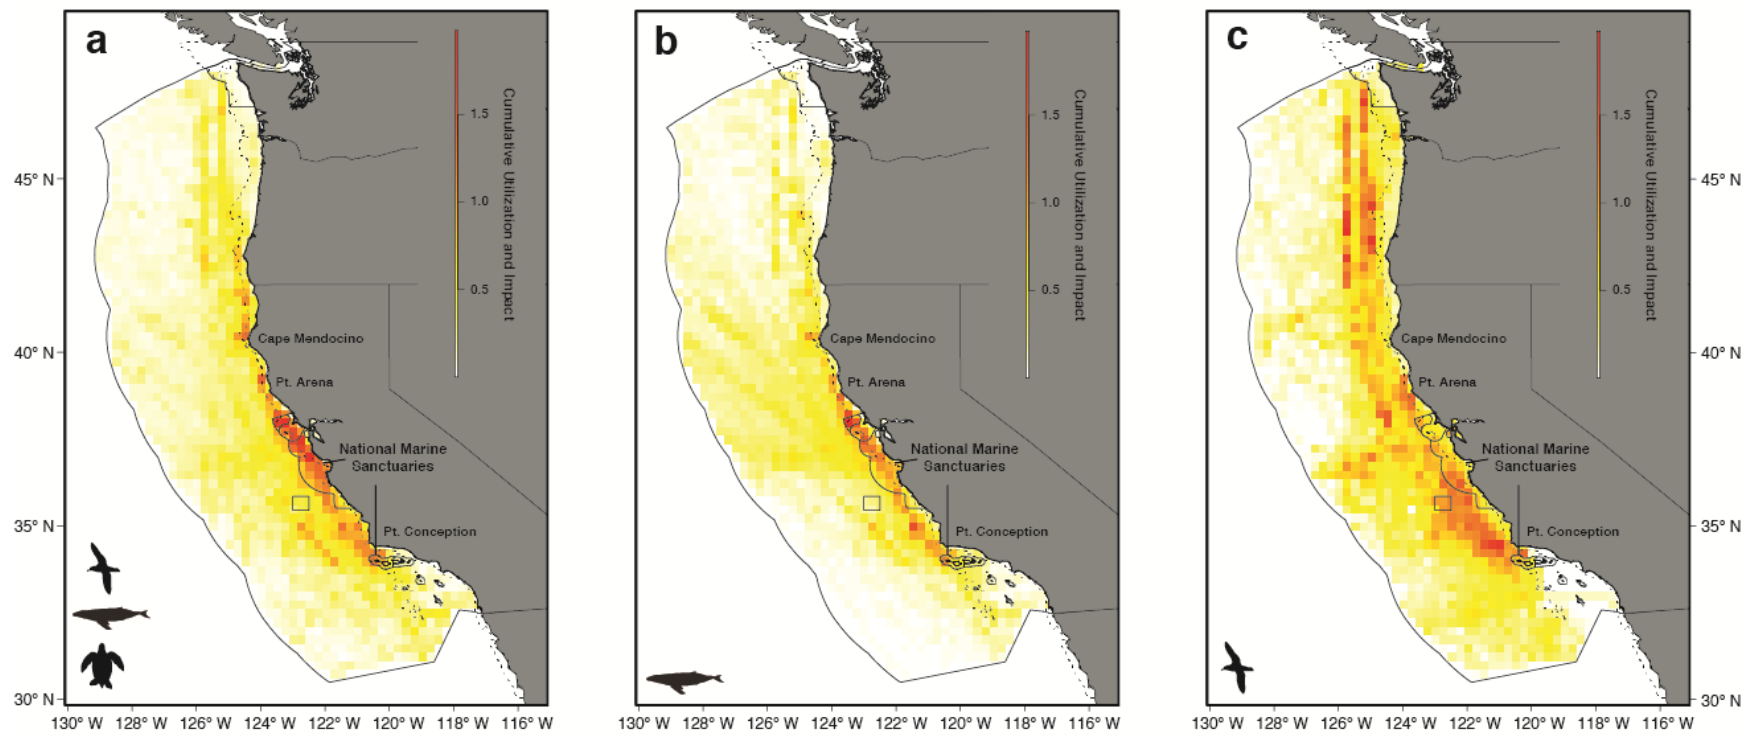 a
1.5
1.0
0.5
Cumulative Utilization and Impact
Cape Mendocino
Pt. Arena
National Marine
Sanctuaries
Pt. Conception
45° N
40° N
35° N
30° N
130° W 128° W 126° W 124° W 122° W 120° W 118° W 116° W
b
1.5
1.0
0.5
Cumulative Utilization and Impact
Cape Mendocino
Pt. Arena
National Marine
Sanctuaries
Pt. Conception
130° W 128° W 126° W 124° W 122° W 120° W 118° W 116° W
c
1.5
1.0
0.5
Cumulative Utilization and Impact
Cape Mendocino
Pt. Arena
National Marine
Sanctuaries
Pt. Conception
45° N
40° N
35° N
30° N
130° W 128° W 126° W 124° W 122° W 120° W 118° W 116° W